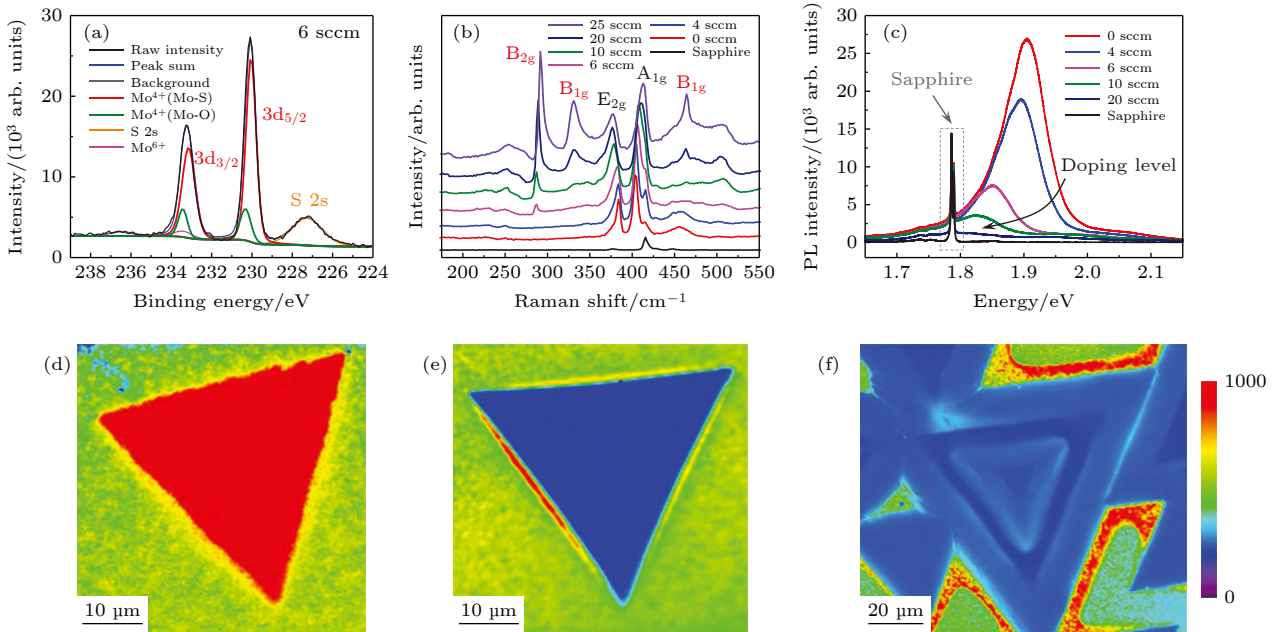 (a)
6 sccm
Raw intensity
Peak sum
Background
Mo⁴⁺(Mo-S)
Mo⁴⁺(Mo-O)
S 2s
Mo⁶⁺
3d₅/₂
3d₃/₂
S 2s
Intensity/(10³ arb. units)
30
20
10
0
238
236
234
232
230
228
226
224
Binding energy/eV
(b)
25 sccm
20 sccm
10 sccm
6 sccm
4 sccm
0 sccm
Sapphire
B₂g
B₁g
E₂g
A₁g
B₁g
Intensity/arb. units
200
250
300
350
400
450
500
550
Raman shift/cm⁻¹
(c)
0 sccm
4 sccm
6 sccm
10 sccm
20 sccm
Sapphire
Sapphire
Doping level
PL intensity/(10³ arb. units)
30
25
20
15
10
5
0
1.7
1.8
1.9
2.0
2.1
Energy/eV
(d)
10 µm
(e)
10 µm
(f)
20 µm
1000
0